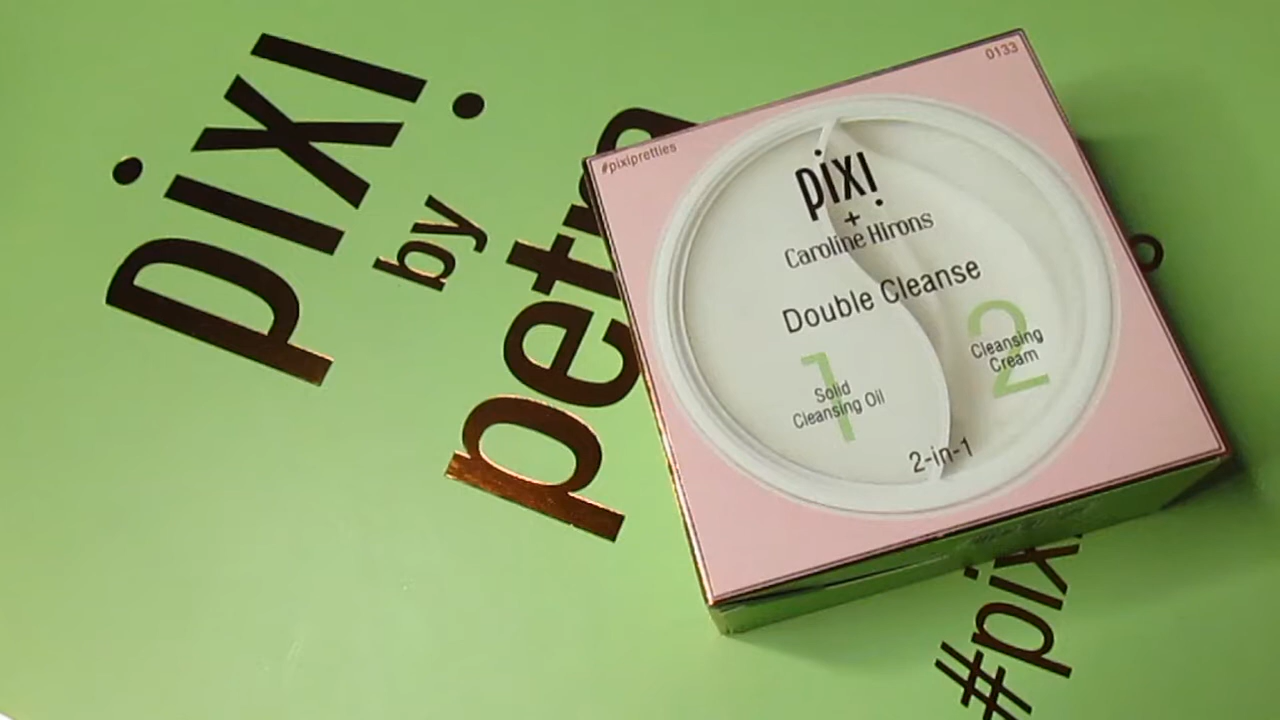 pixi
by
petra
#pixi
0133
#pixipretties
pixi
+
Caroline Hirons
Double Cleanse
1
Solid
Cleansing Oil
2
Cleansing
Cream
2-in-1